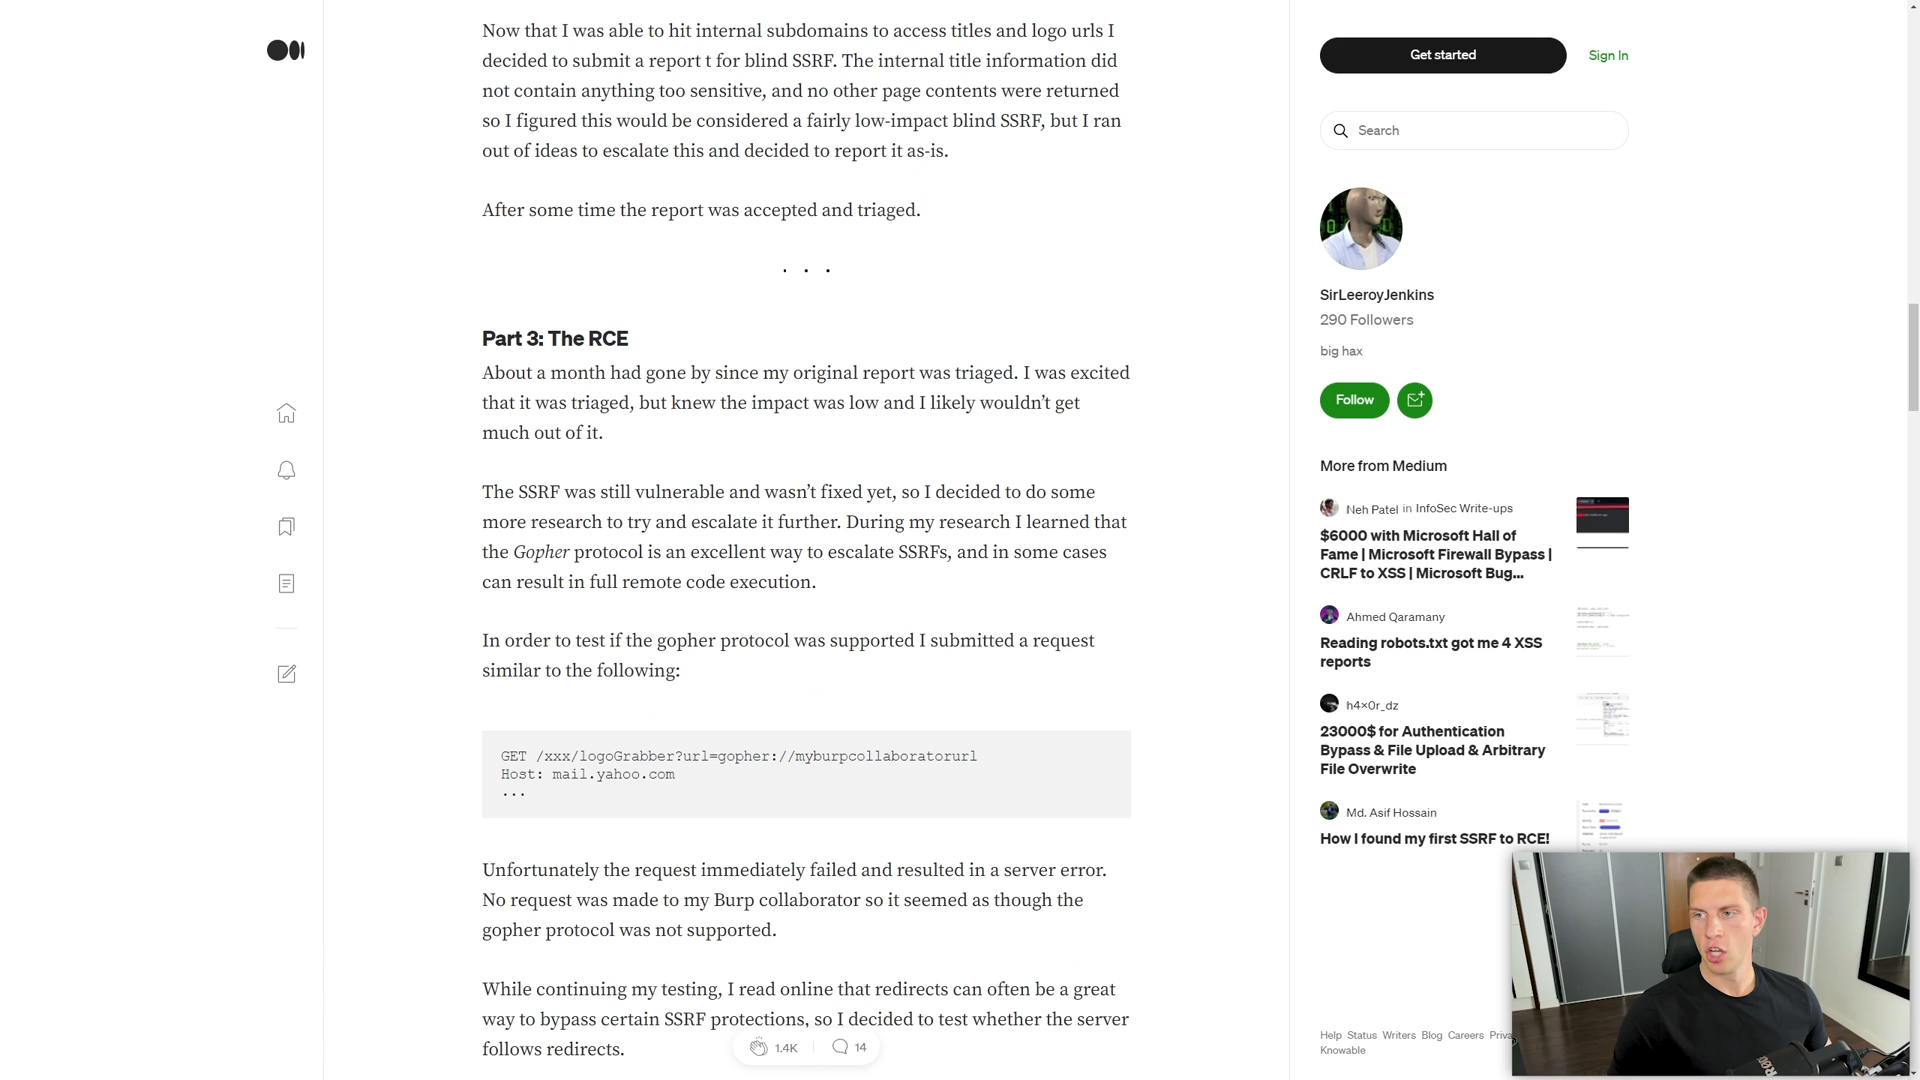 Now that I was able to hit internal subdomains to access titles and logo urls I
decided to submit a report t for blind SSRF. The internal title information did
not contain anything too sensitive, and no other page contents were returned
so I figured this would be considered a fairly low-impact blind SSRF, but I ran
out of ideas to escalate this and decided to report it as-is.
After some time the report was accepted and triaged.
. . .
Part 3: The RCE
About a month had gone by since my original report was triaged. I was excited
that it was triaged, but knew the impact was low and I likely wouldn’t get
much out of it.
The SSRF was still vulnerable and wasn’t fixed yet, so I decided to do some
more research to try and escalate it further. During my research I learned that
the Gopher protocol is an excellent way to escalate SSRFs, and in some cases
can result in full remote code execution.
In order to test if the gopher protocol was supported I submitted a request
similar to the following:
GET /xxx/logoGrabber?url=gopher://myburpcollaboratorurl
Host: mail.yahoo.com
...
Unfortunately the request immediately failed and resulted in a server error.
No request was made to my Burp collaborator so it seemed as though the
gopher protocol was not supported.
While continuing my testing, I read online that redirects can often be a great
way to bypass certain SSRF protections, so I decided to test whether the server
follows redirects.
1.4K
14
Get started
Sign In
Search
SirLeeroyJenkins
290 Followers
big hax
Follow
More from Medium
Neh Patel in InfoSec Write-ups
$6000 with Microsoft Hall of
Fame | Microsoft Firewall Bypass |
CRLF to XSS | Microsoft Bug...
Ahmed Qaramany
Reading robots.txt got me 4 XSS
reports
h4x0r_dz
23000$ for Authentication
Bypass & File Upload & Arbitrary
File Overwrite
Md. Asif Hossain
How I found my first SSRF to RCE!
Help Status Writers Blog Careers Priva
Knowable